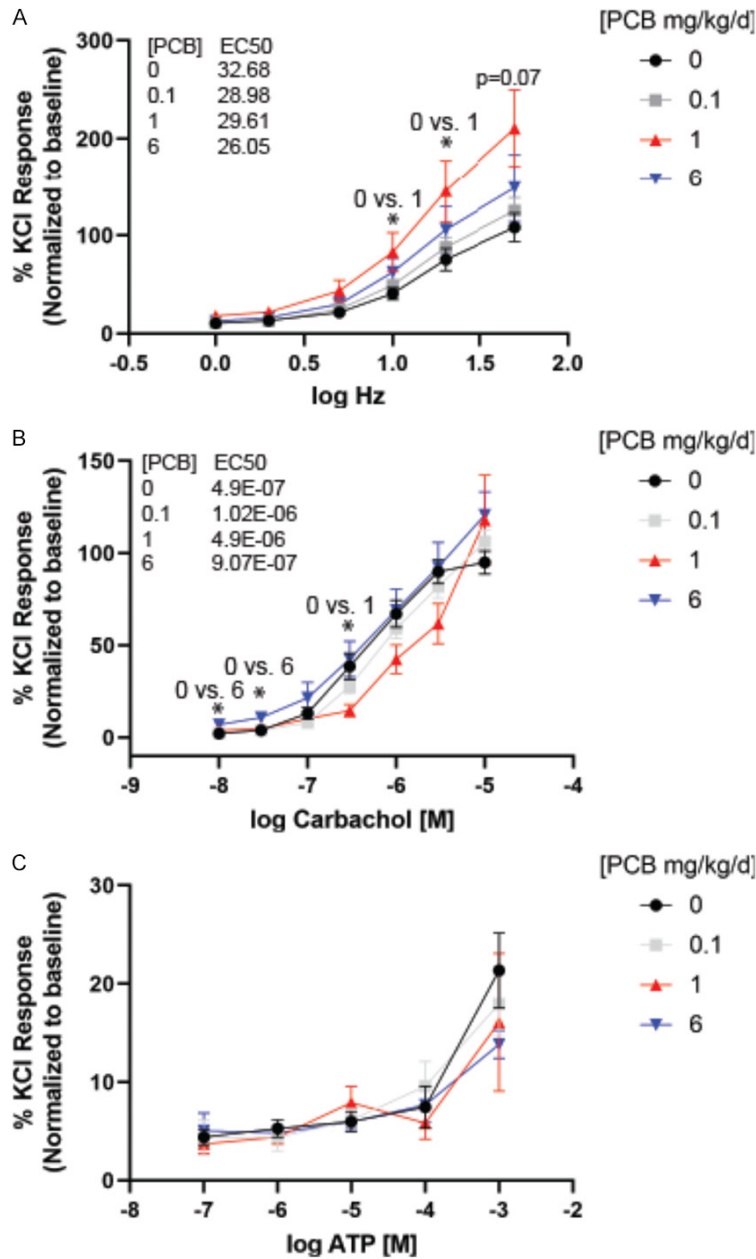 A
[PCB mg/kg/d]
0
0.1
1
6
[PCB] EC50
0 32.68
0.1 28.98
1 29.61
6 26.05
p=0.07
0 vs. 1
*
0 vs. 1
*
300
200
100
0
% KCl Response
(Normalized to baseline)
-0.5 0.0 0.5 1.0 1.5 2.0
log Hz
B
[PCB mg/kg/d]
0
0.1
1
6
[PCB] EC50
0 4.9E-07
0.1 1.02E-06
1 4.9E-06
6 9.07E-07
0 vs. 1
*
0 vs. 6
*
0 vs. 6
*
150
100
50
0
% KCl Response
(Normalized to baseline)
-9 -8 -7 -6 -5 -4
log Carbachol [M]
C
[PCB mg/kg/d]
0
0.1
1
6
30
20
10
0
% KCl Response
(Normalized to baseline)
-8 -7 -6 -5 -4 -3 -2
log ATP [M]